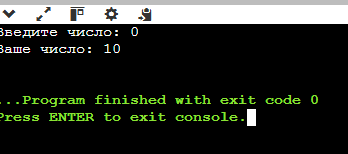 Введите число: 0
Ваше число: 10
...Program finished with exit code 0
Press ENTER to exit console.